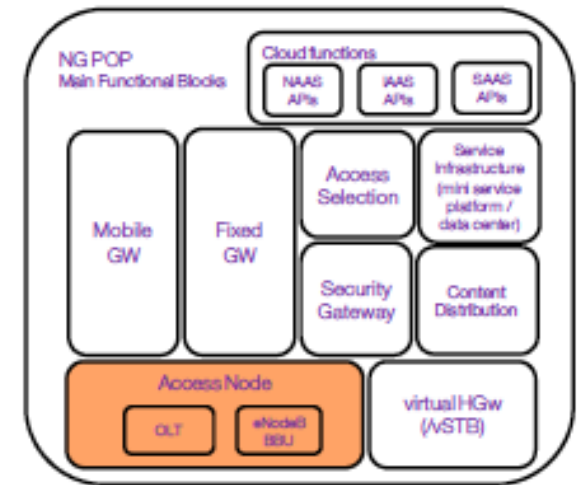 NG POP
Main Functional Blocks
Cloud functions
NAAS
APIs
IAAS
APIs
SAAS
APIs
Mobile
GW
Fixed
GW
Access
Selection
Service
Infrastructure
(mini service
platform /
data center)
Security
Gateway
Content
Distribution
Access Node
OLT
eNodeB
BBU
virtual HGw
(/vSTB)